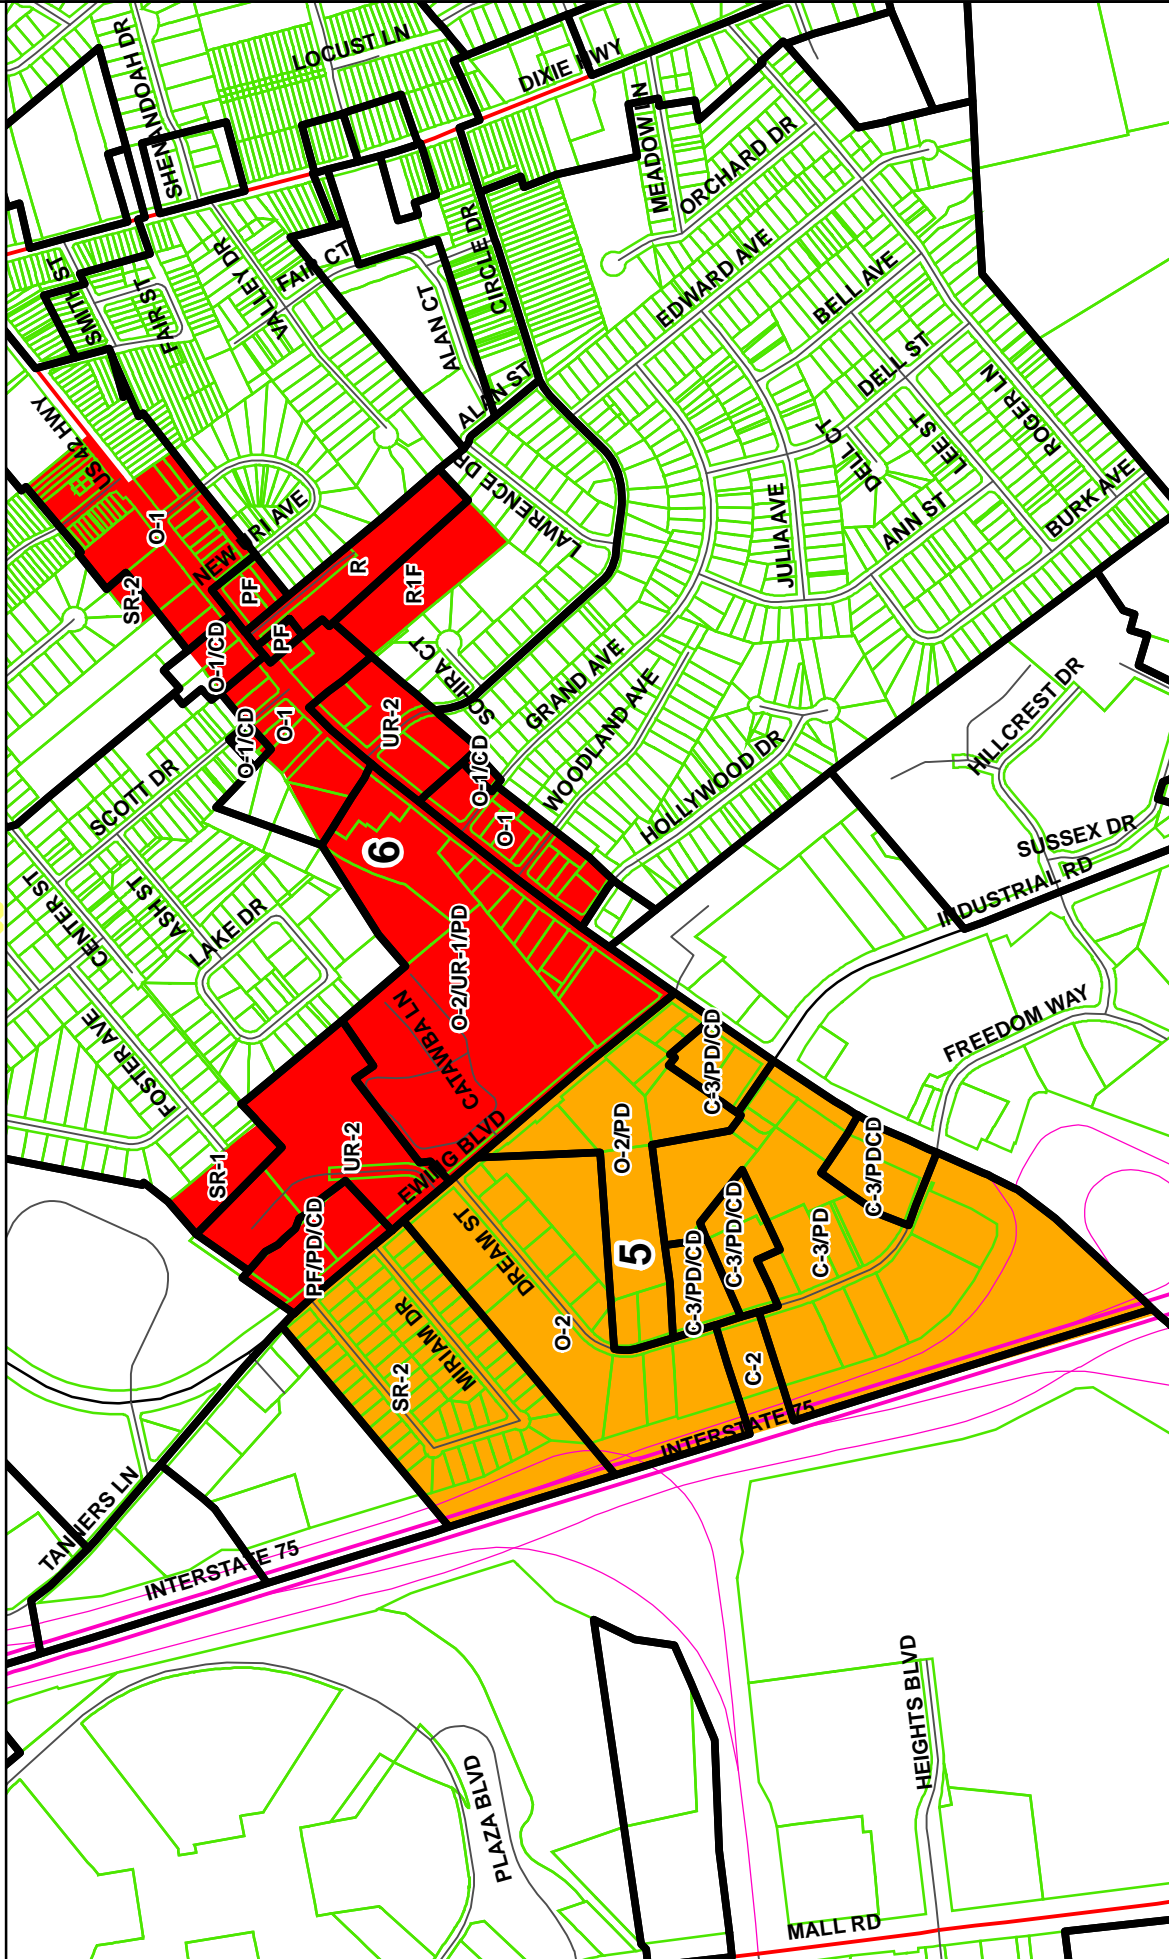 SHENANDOAH DR
LOCUST LN
DIXIE HWY
MEADOW LN
ORCHARD DR
SMITH ST
FAIR ST
VALLEY DR
FAIR CT
CIRCLE DR
ALAN CT
ALAN ST
EDWARD AVE
BELL AVE
DELL ST
ROGER LN
LEE ST
DELL CT
BURK AVE
ANN ST
JULIA AVE
LAWRENCE DR
US 42 HWY
O-1
NEW
RI AVE
SR-2
PF
R
R1F
PF
O-1/CD
O-1/CD
O-1
UR-2
SOHIRA CT
GRAND AVE
WOODLAND AVE
O-1/CD
O-1
HOLLYWOOD DR
HILLCREST DR
SUSSEX DR
INDUSTRIAL RD
SCOTT DR
CENTER ST
ASH ST
LAKE DR
FOSTER AVE
6
O-2/UR-1/PD
CATAWBA LN
FREEDOM WAY
SR-1
UR-2
EWING BLVD
PF/PD/CD
C-3/PD/CD
O-2/PD
C-3/PDCD
DREAM ST
5
C-3/PD/CD
C-3/PD/CD
C-3/PD
MIRIAM DR
SR-2
O-2
C-2
INTERSTATE 75
TANNERS LN
INTERSTATE 75
PLAZA BLVD
HEIGHTS BLVD
MALL RD